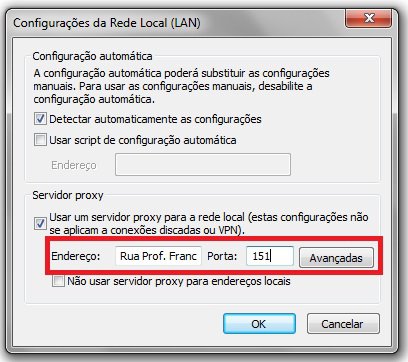 Configurações da Rede Local (LAN)
Configuração automática
A configuração automática poderá substituir as configurações
manuais. Para usar as configurações manuais, desabilite a
configuração automática.
Detectar automaticamente as configurações
Usar script de configuração automática
Endereço
Servidor proxy
Usar um servidor proxy para a rede local (estas configurações não
se aplicam a conexões discadas ou VPN).
Endereço: Rua Prof. Franc Porta: 151 Avançadas
Não usar servidor proxy para endereços locais
OK Cancelar